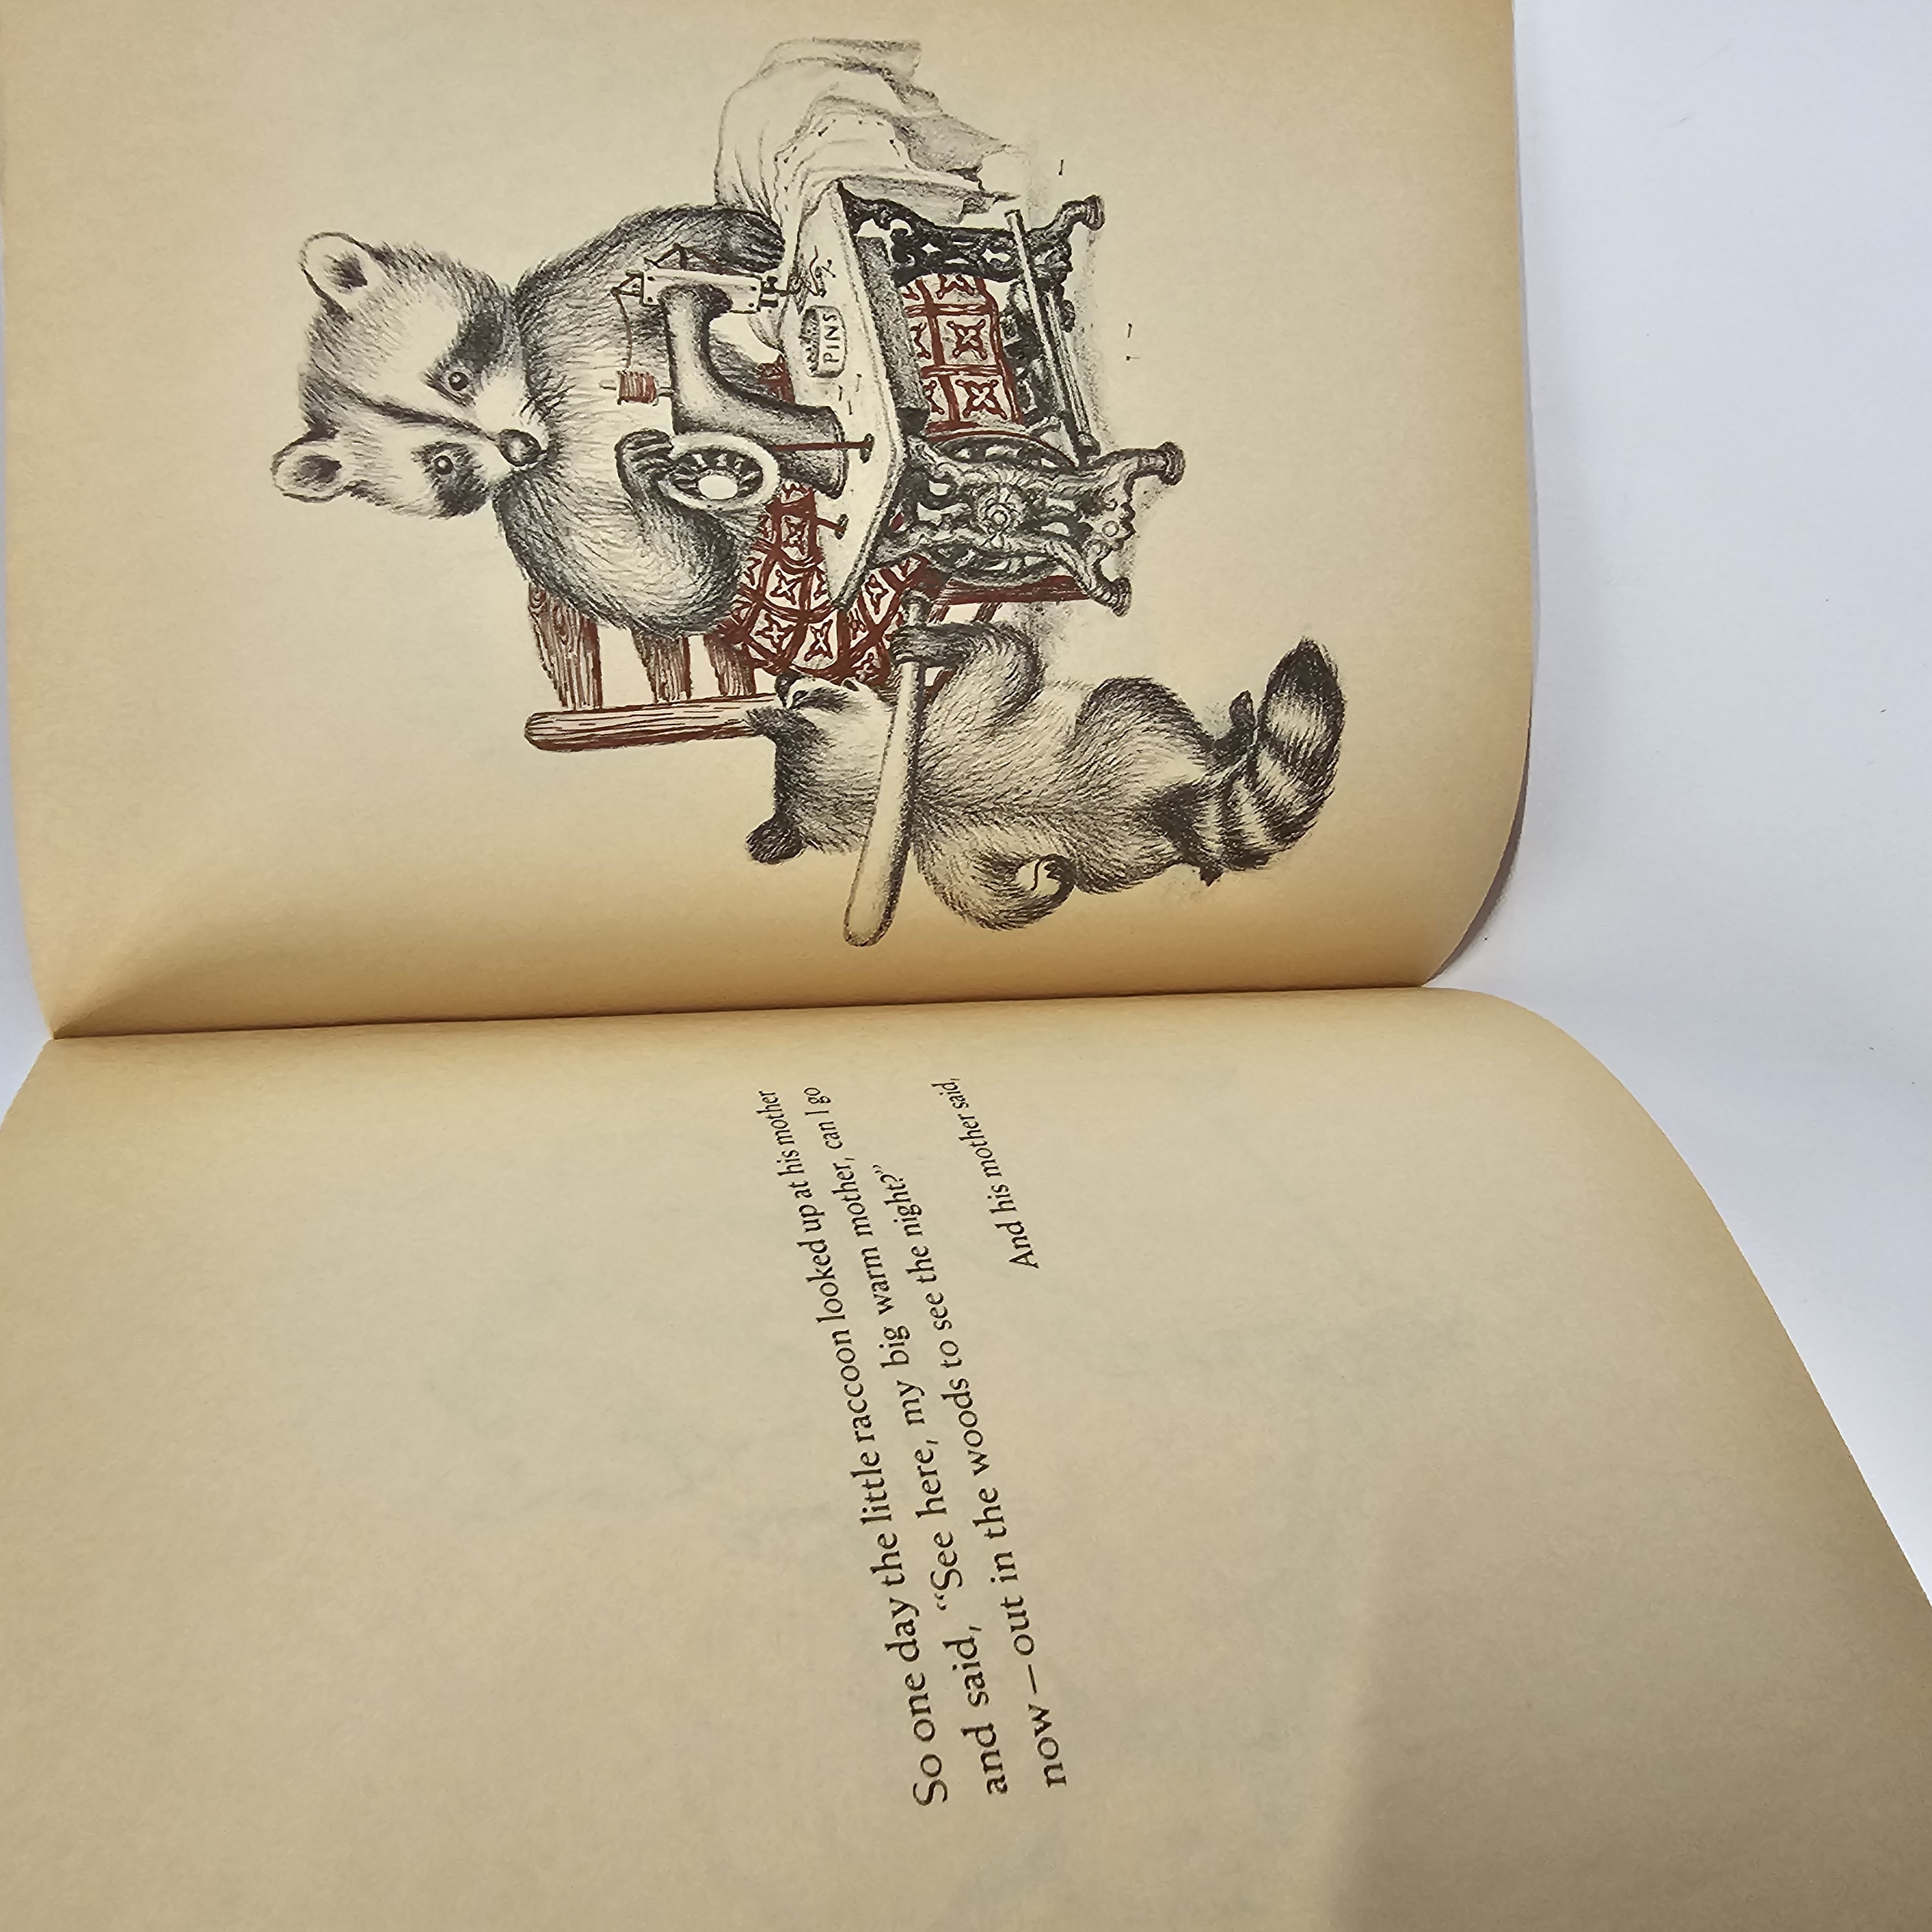 So one day the little raccoon looked up at his mother
and said, “See here, my big warm mother, can I go
now — out in the woods to see the night?”
And his mother said,
PINS